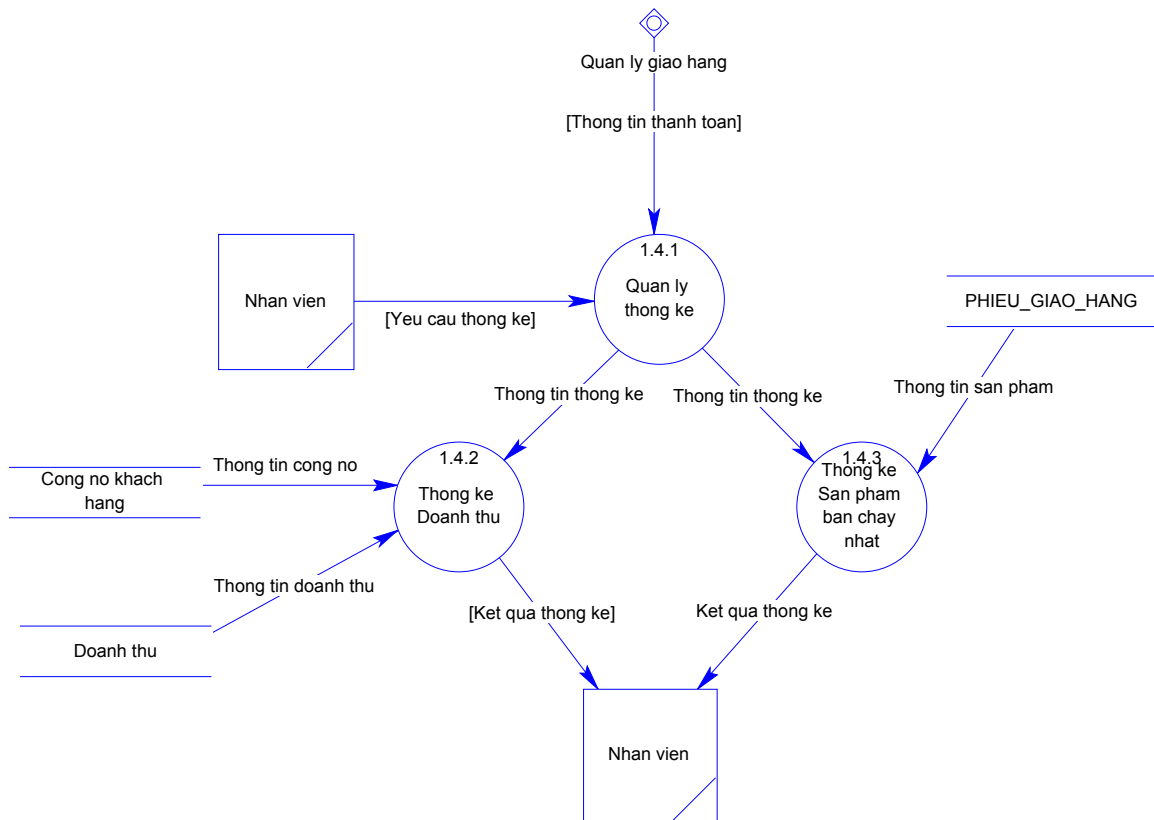 Quan ly giao hang
[Thong tin thanh toan]
1.4.1
Quan ly
thong ke
Nhan vien
[Yeu cau thong ke]
PHIEU_GIAO_HANG
Thong tin thong ke
Thong tin thong ke
Thong tin san pham
Cong no khach
hang
Thong tin cong no
1.4.2
Thong ke
Doanh thu
1.4.3
Thong ke
San pham
ban chay
nhat
Thong tin doanh thu
Doanh thu
[Ket qua thong ke]
Ket qua thong ke
Nhan vien